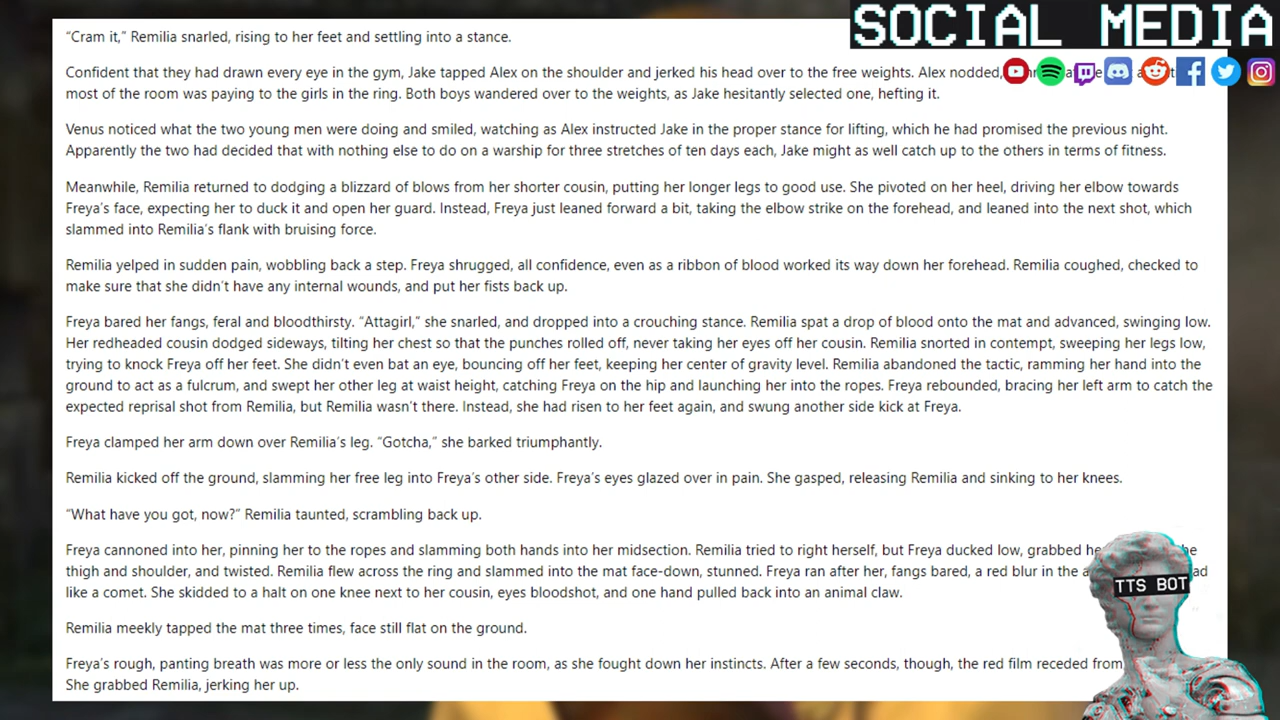 SOCIAL MEDIA
“Cram it,” Remilia snarled, rising to her feet and settling into a stance.
Confident that they had drawn every eye in the gym, Jake tapped Alex on the shoulder and jerked his head over to the free weights. Alex nodded,
most of the room was paying to the girls in the ring. Both boys wandered over to the weights, as Jake hesitantly selected one, hefting it.
Venus noticed what the two young men were doing and smiled, watching as Alex instructed Jake in the proper stance for lifting, which he had promised the previous night.
Apparently the two had decided that with nothing else to do on a warship for three stretches of ten days each, Jake might as well catch up to the others in terms of fitness.
Meanwhile, Remilia returned to dodging a blizzard of blows from her shorter cousin, putting her longer legs to good use. She pivoted on her heel, driving her elbow towards
Freya’s face, expecting her to duck it and open her guard. Instead, Freya just leaned forward a bit, taking the elbow strike on the forehead, and leaned into the next shot, which
slammed into Remilia’s flank with bruising force.
Remilia yelped in sudden pain, wobbling back a step. Freya shrugged, all confidence, even as a ribbon of blood worked its way down her forehead. Remilia coughed, checked to
make sure that she didn’t have any internal wounds, and put her fists back up.
Freya bared her fangs, feral and bloodthirsty. “Attagirl,” she snarled, and dropped into a crouching stance. Remilia spat a drop of blood onto the mat and advanced, swinging low.
Her redheaded cousin dodged sideways, tilting her chest so that the punches rolled off, never taking her eyes off her cousin. Remilia snorted in contempt, sweeping her legs low,
trying to knock Freya off her feet. She didn’t even bat an eye, bouncing off her feet, keeping her center of gravity level. Remilia abandoned the tactic, ramming her hand into the
ground to act as a fulcrum, and swept her other leg at waist height, catching Freya on the hip and launching her into the ropes. Freya rebounded, bracing her left arm to catch the
expected reprisal shot from Remilia, but Remilia wasn’t there. Instead, she had risen to her feet again, and swung another side kick at Freya.
Freya clamped her arm down over Remilia’s leg. “Gotcha,” she barked triumphantly.
Remilia kicked off the ground, slamming her free leg into Freya’s other side. Freya’s eyes glazed over in pain. She gasped, releasing Remilia and sinking to her knees.
“What have you got, now?” Remilia taunted, scrambling back up.
Freya cannoned into her, pinning her to the ropes and slamming both hands into her midsection. Remilia tried to right herself, but Freya ducked low, grabbed
thigh and shoulder, and twisted. Remilia flew across the ring and slammed into the mat face-down, stunned. Freya ran after her, fangs bared, a red blur in the
like a comet. She skidded to a halt on one knee next to her cousin, eyes bloodshot, and one hand pulled back into an animal claw.
TTS BOT
Remilia meekly tapped the mat three times, face still flat on the ground.
Freya’s rough, panting breath was more or less the only sound in the room, as she fought down her instincts. After a few seconds, though, the red film receded from
She grabbed Remilia, jerking her up.